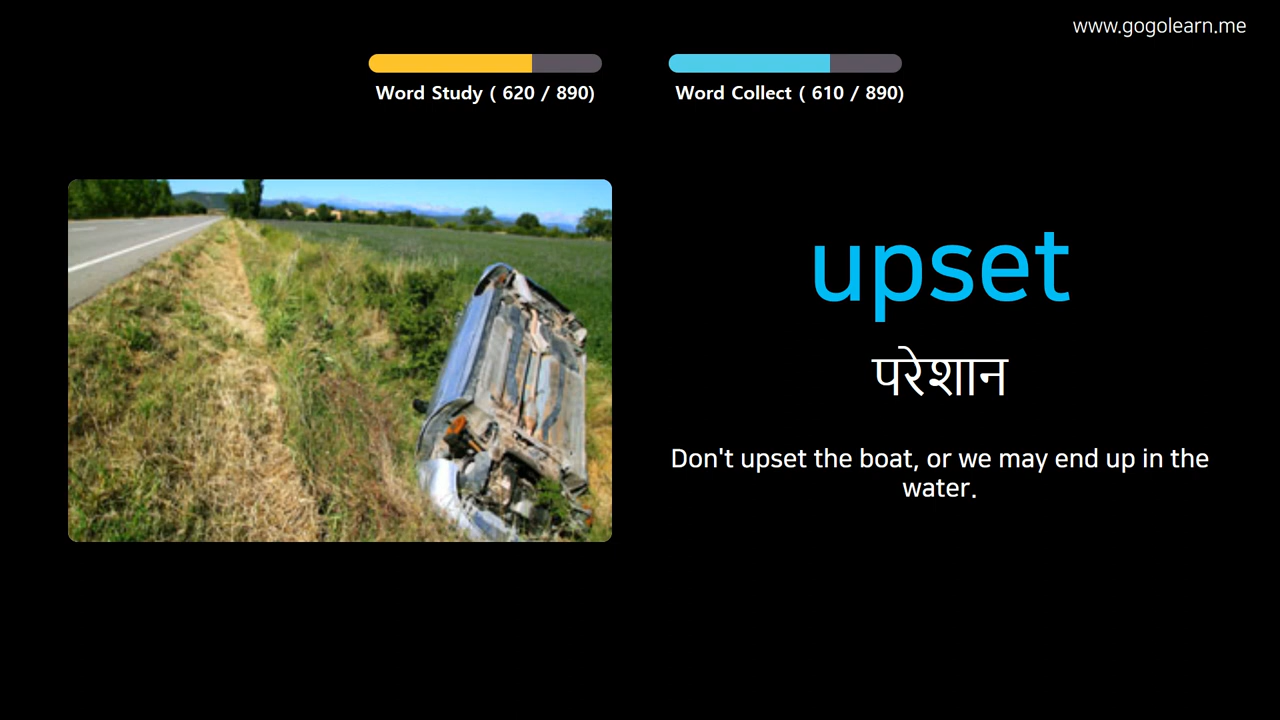 www.gogolearn.me
Word Study ( 620 / 890)
Word Collect ( 610 / 890)
upset
परेशान
Don't upset the boat, or we may end up in the
water.